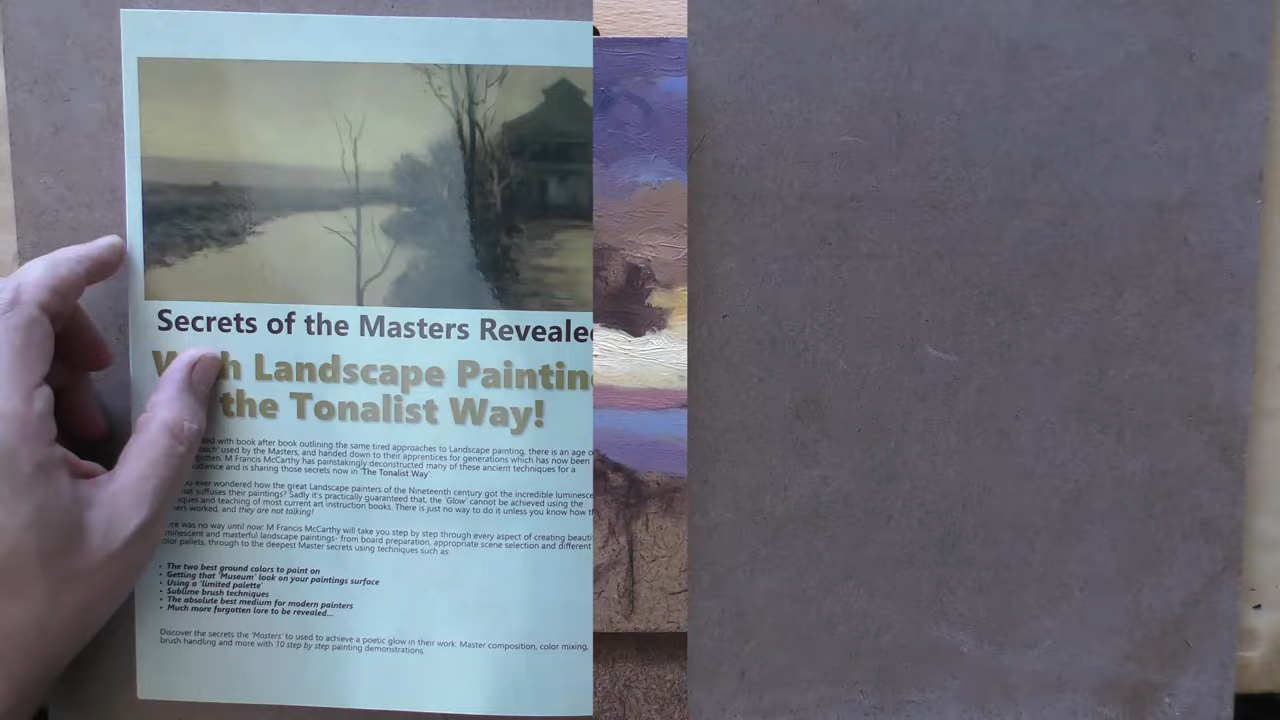 Secrets of the Masters Reveale
With Landscape Paintin
the Tonalist Way!
with book after book outlining the same tired approaches to Landscape painting, there is an age o
used by the Masters, and handed down to their apprentices for generations which has now been
M Francis McCarthy has painstakingly deconstructed many of these ancient techniques for a
and is sharing those secrets now in 'The Tonalist Way'
ever wondered how the great Landscape painters of the Nineteenth century got the incredible luminesce
suffuses their paintings? Sadly it's practically guaranteed that, the 'Glow' cannot be achieved using the
and teaching of most current art instruction books. There is just no way to do it unless you know how t
worked, and they are not talking!
was no way until now; M Francis McCarthy will take you step by step through every aspect of creating beauti
and masterful landscape paintings- from board preparation, appropriate scene selection and different
pallets, through to the deepest Master secrets using techniques such as:
• The two best ground colors to paint on
• Getting that 'Museum' look on your paintings surface
• Using a 'limited palette'
• Sublime brush techniques
• The absolute best medium for modern painters
• Much more forgotten lore to be revealed...
Discover the secrets the 'Masters' to used to achieve a poetic glow in their work. Master composition, color mixing,
brush handling and more with 10 step by step painting demonstrations.